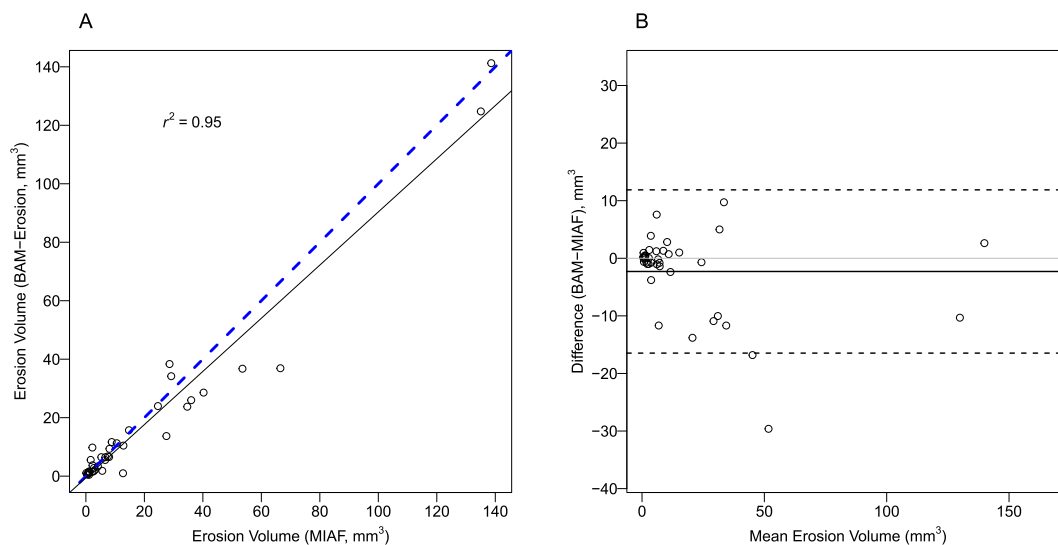 A
B
r² = 0.95
Erosion Volume (BAM−Erosion, mm³)
140
120
100
80
60
40
20
0
0 20 40 60 80 100 120 140
Erosion Volume (MIAF, mm³)
Difference (BAM−MIAF), mm³
30
20
10
0
−10
−20
−30
−40
0 50 100 150
Mean Erosion Volume (mm³)